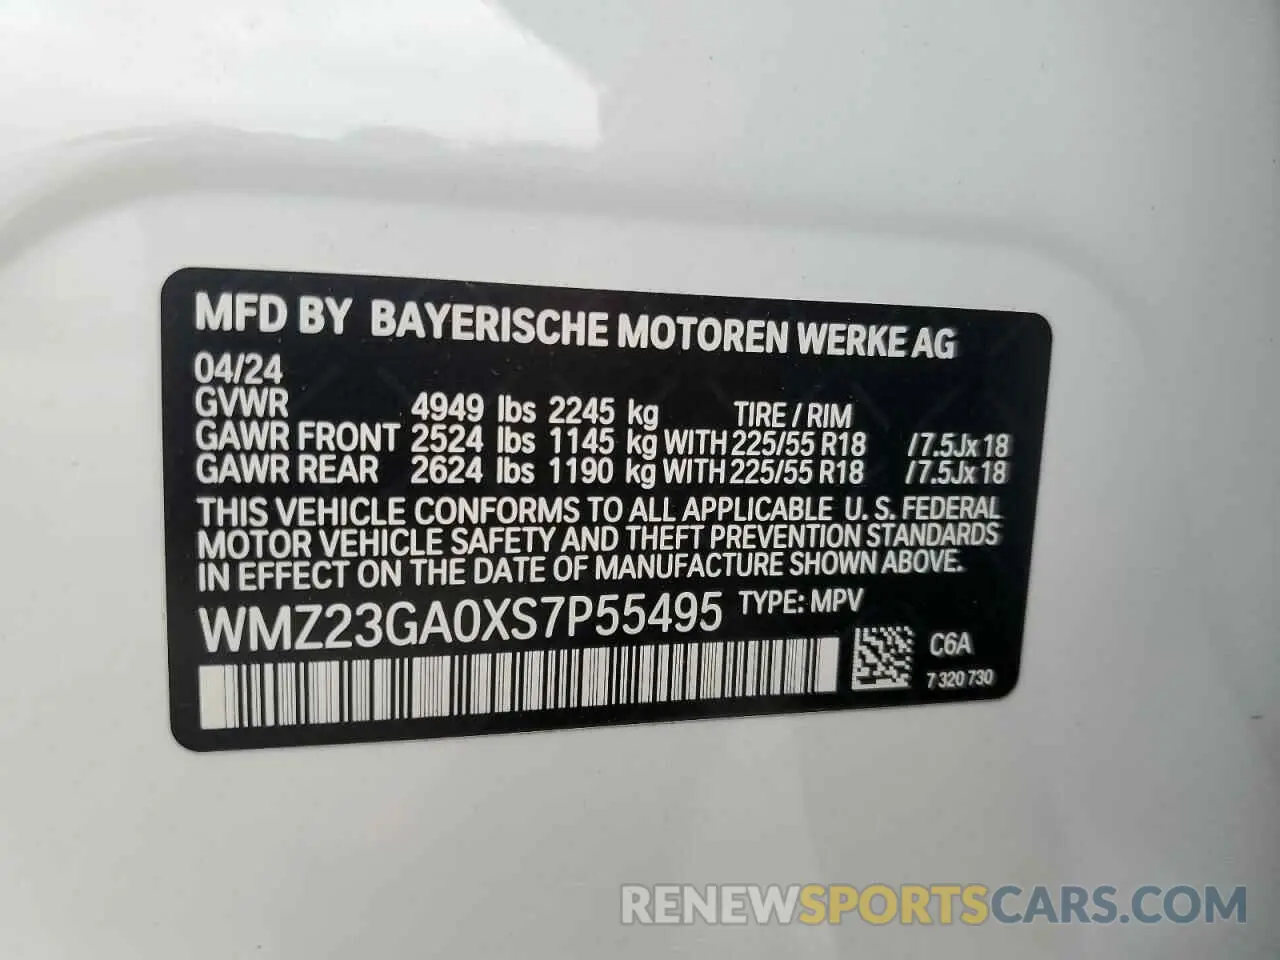 MFD BY BAYERISCHE MOTOREN WERKE AG
04/24
GVWR 4949 lbs 2245 kg TIRE / RIM
GAWR FRONT 2524 lbs 1145 kg WITH 225/55 R18 /7.5Jx18
GAWR REAR 2624 lbs 1190 kg WITH 225/55 R18 /7.5Jx18
THIS VEHICLE CONFORMS TO ALL APPLICABLE U.S. FEDERAL
MOTOR VEHICLE SAFETY AND THEFT PREVENTION STANDARDS
IN EFFECT ON THE DATE OF MANUFACTURE SHOWN ABOVE.
WMZ23GA0XS7P55495 TYPE: MPV
C6A
7 320 730
RENEWSPORTSCARS.COM